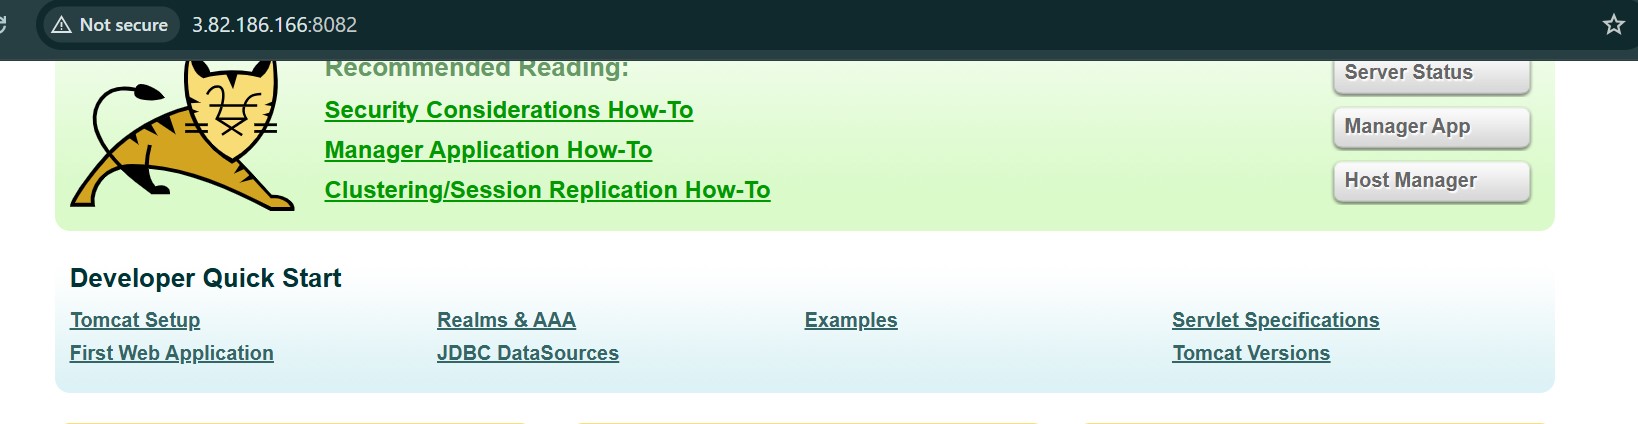 Not secure 3.82.186.166:8082
Recommended Reading:
Security Considerations How-To
Manager Application How-To
Clustering/Session Replication How-To
Server Status
Manager App
Host Manager
Developer Quick Start
Tomcat Setup
First Web Application
Realms & AAA
JDBC DataSources
Examples
Servlet Specifications
Tomcat Versions